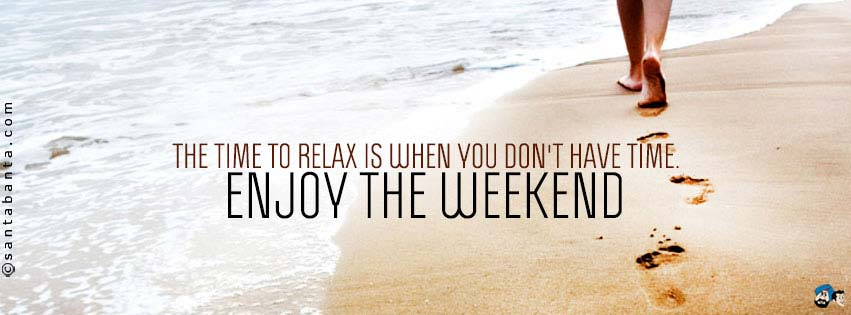 THE TIME TO RELAX IS WHEN YOU DON'T HAVE TIME.
ENJOY THE WEEKEND
©santabanta.com